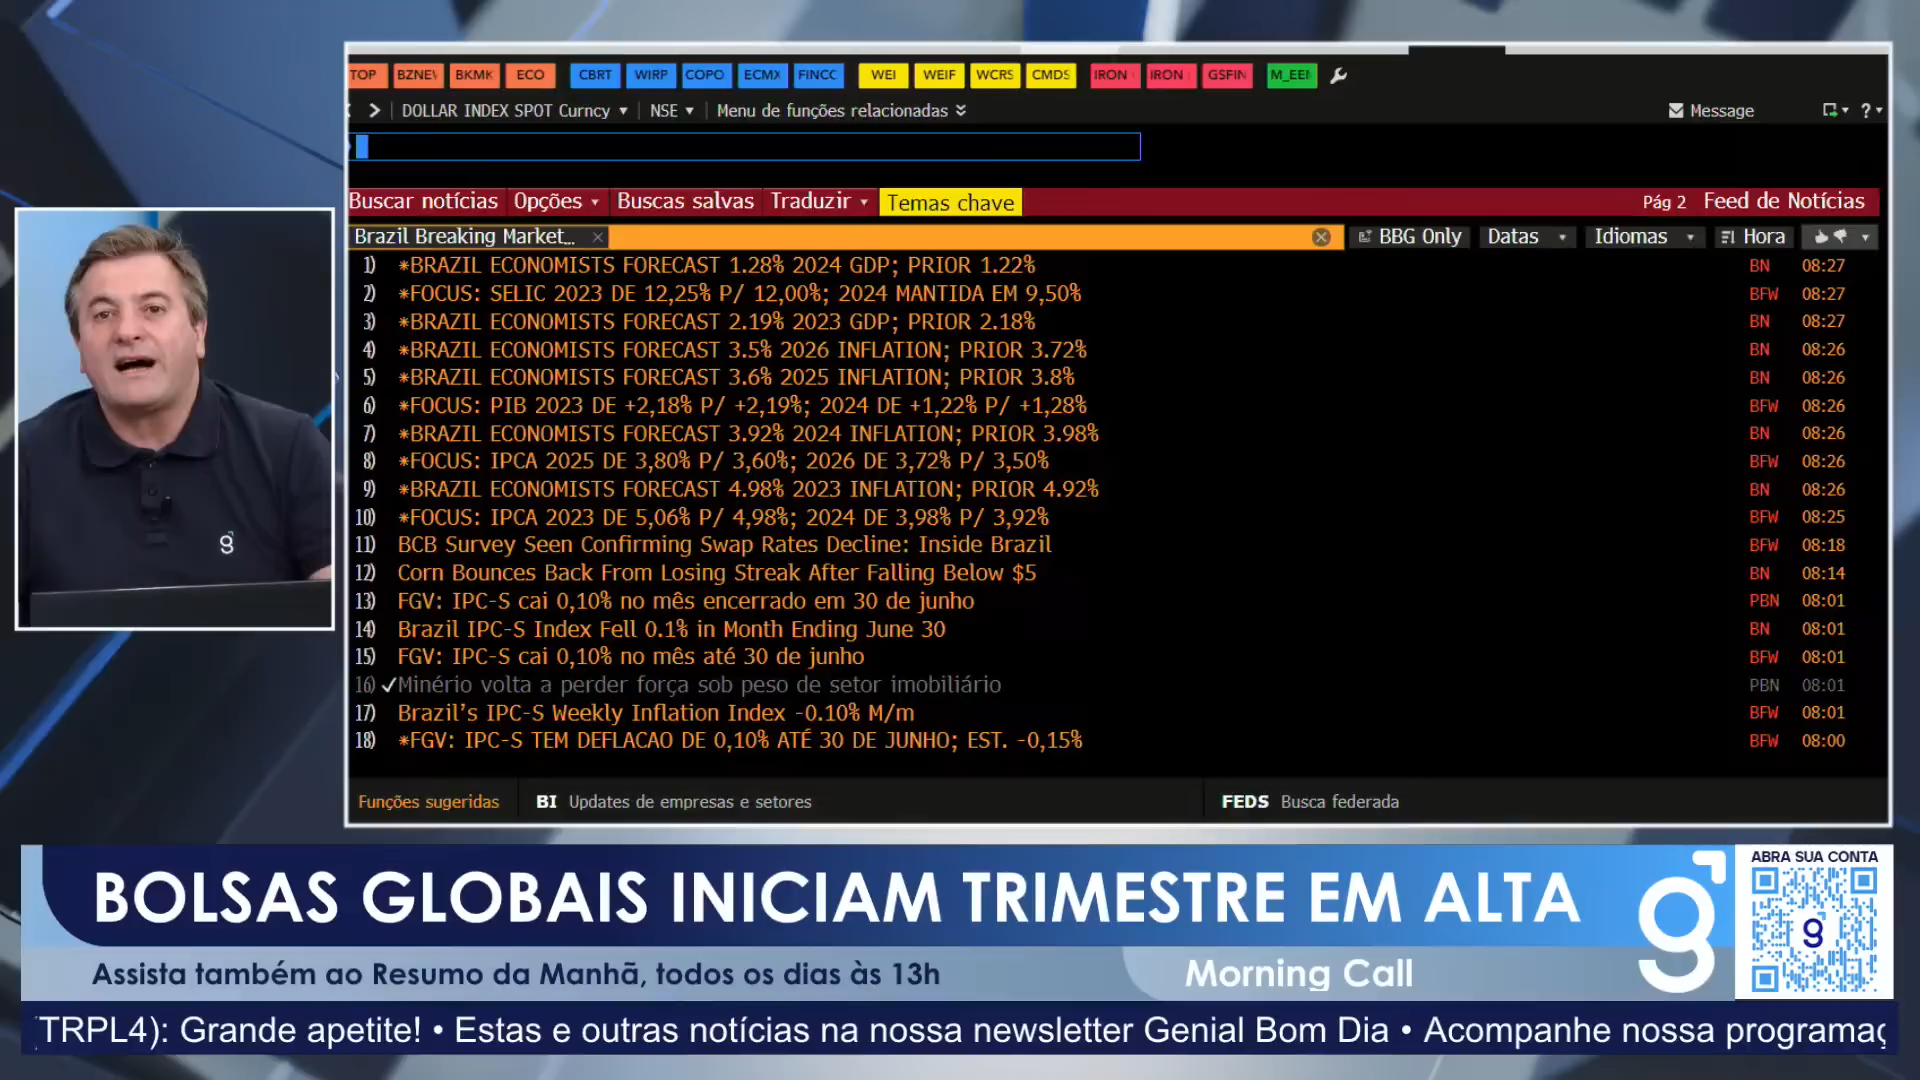 TOP BZNEV BKMK ECO CBRT WIRP COPO ECMX FINCC WEI WEIF WCRS CMDS IRON IRON GSFIN M_EEM
DOLLAR INDEX SPOT Curncy NSE Menu de funções relacionadas Message ?
Buscar notícias Opções Buscas salvas Traduzir Temas chave Pág 2 Feed de Notícias
Brazil Breaking Market... × BBG Only Datas Idiomas Hora
1) *BRAZIL ECONOMISTS FORECAST 1.28% 2024 GDP; PRIOR 1.22% BN 08:27
2) *FOCUS: SELIC 2023 DE 12,25% P/ 12,00%; 2024 MANTIDA EM 9,50% BFW 08:27
3) *BRAZIL ECONOMISTS FORECAST 2.19% 2023 GDP; PRIOR 2.18% BN 08:27
4) *BRAZIL ECONOMISTS FORECAST 3.5% 2026 INFLATION; PRIOR 3.72% BN 08:26
5) *BRAZIL ECONOMISTS FORECAST 3.6% 2025 INFLATION; PRIOR 3.8% BN 08:26
6) *FOCUS: PIB 2023 DE +2,18% P/ +2,19%; 2024 DE +1,22% P/ +1,28% BFW 08:26
7) *BRAZIL ECONOMISTS FORECAST 3.92% 2024 INFLATION; PRIOR 3.98% BN 08:26
8) *FOCUS: IPCA 2025 DE 3,80% P/ 3,60%; 2026 DE 3,72% P/ 3,50% BFW 08:26
9) *BRAZIL ECONOMISTS FORECAST 4.98% 2023 INFLATION; PRIOR 4.92% BN 08:26
10) *FOCUS: IPCA 2023 DE 5,06% P/ 4,98%; 2024 DE 3,98% P/ 3,92% BFW 08:25
11) BCB Survey Seen Confirming Swap Rates Decline: Inside Brazil BFW 08:18
12) Corn Bounces Back From Losing Streak After Falling Below $5 BN 08:14
13) FGV: IPC-S cai 0,10% no mês encerrado em 30 de junho PBN 08:01
14) Brazil IPC-S Index Fell 0.1% in Month Ending June 30 BN 08:01
15) FGV: IPC-S cai 0,10% no mês até 30 de junho BFW 08:01
16) ✓Minério volta a perder força sob peso de setor imobiliário PBN 08:01
17) Brazil's IPC-S Weekly Inflation Index -0.10% M/m BFW 08:01
18) *FGV: IPC-S TEM DEFLACAO DE 0,10% ATÉ 30 DE JUNHO; EST. -0,15% BFW 08:00
Funções sugeridas BI Updates de empresas e setores FEDS Busca federada
BOLSAS GLOBAIS INICIAM TRIMESTRE EM ALTA
ABRA SUA CONTA
Assista também ao Resumo da Manhã, todos os dias às 13h
Morning Call
TRPL4): Grande apetite! • Estas e outras notícias na nossa newsletter Genial Bom Dia • Acompanhe nossa programaç